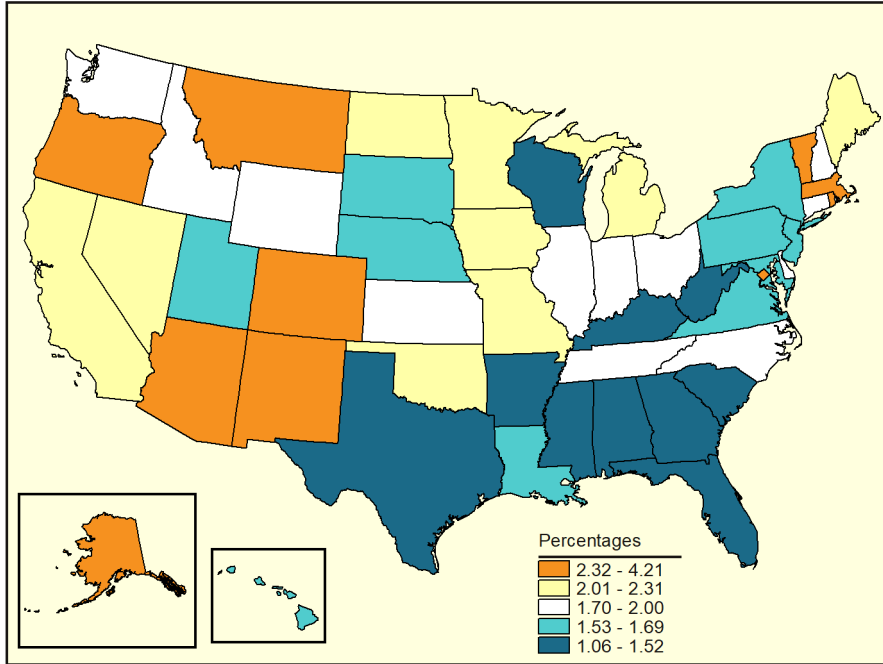 Percentages
2.32 - 4.21
2.01 - 2.31
1.70 - 2.00
1.53 - 1.69
1.06 - 1.52